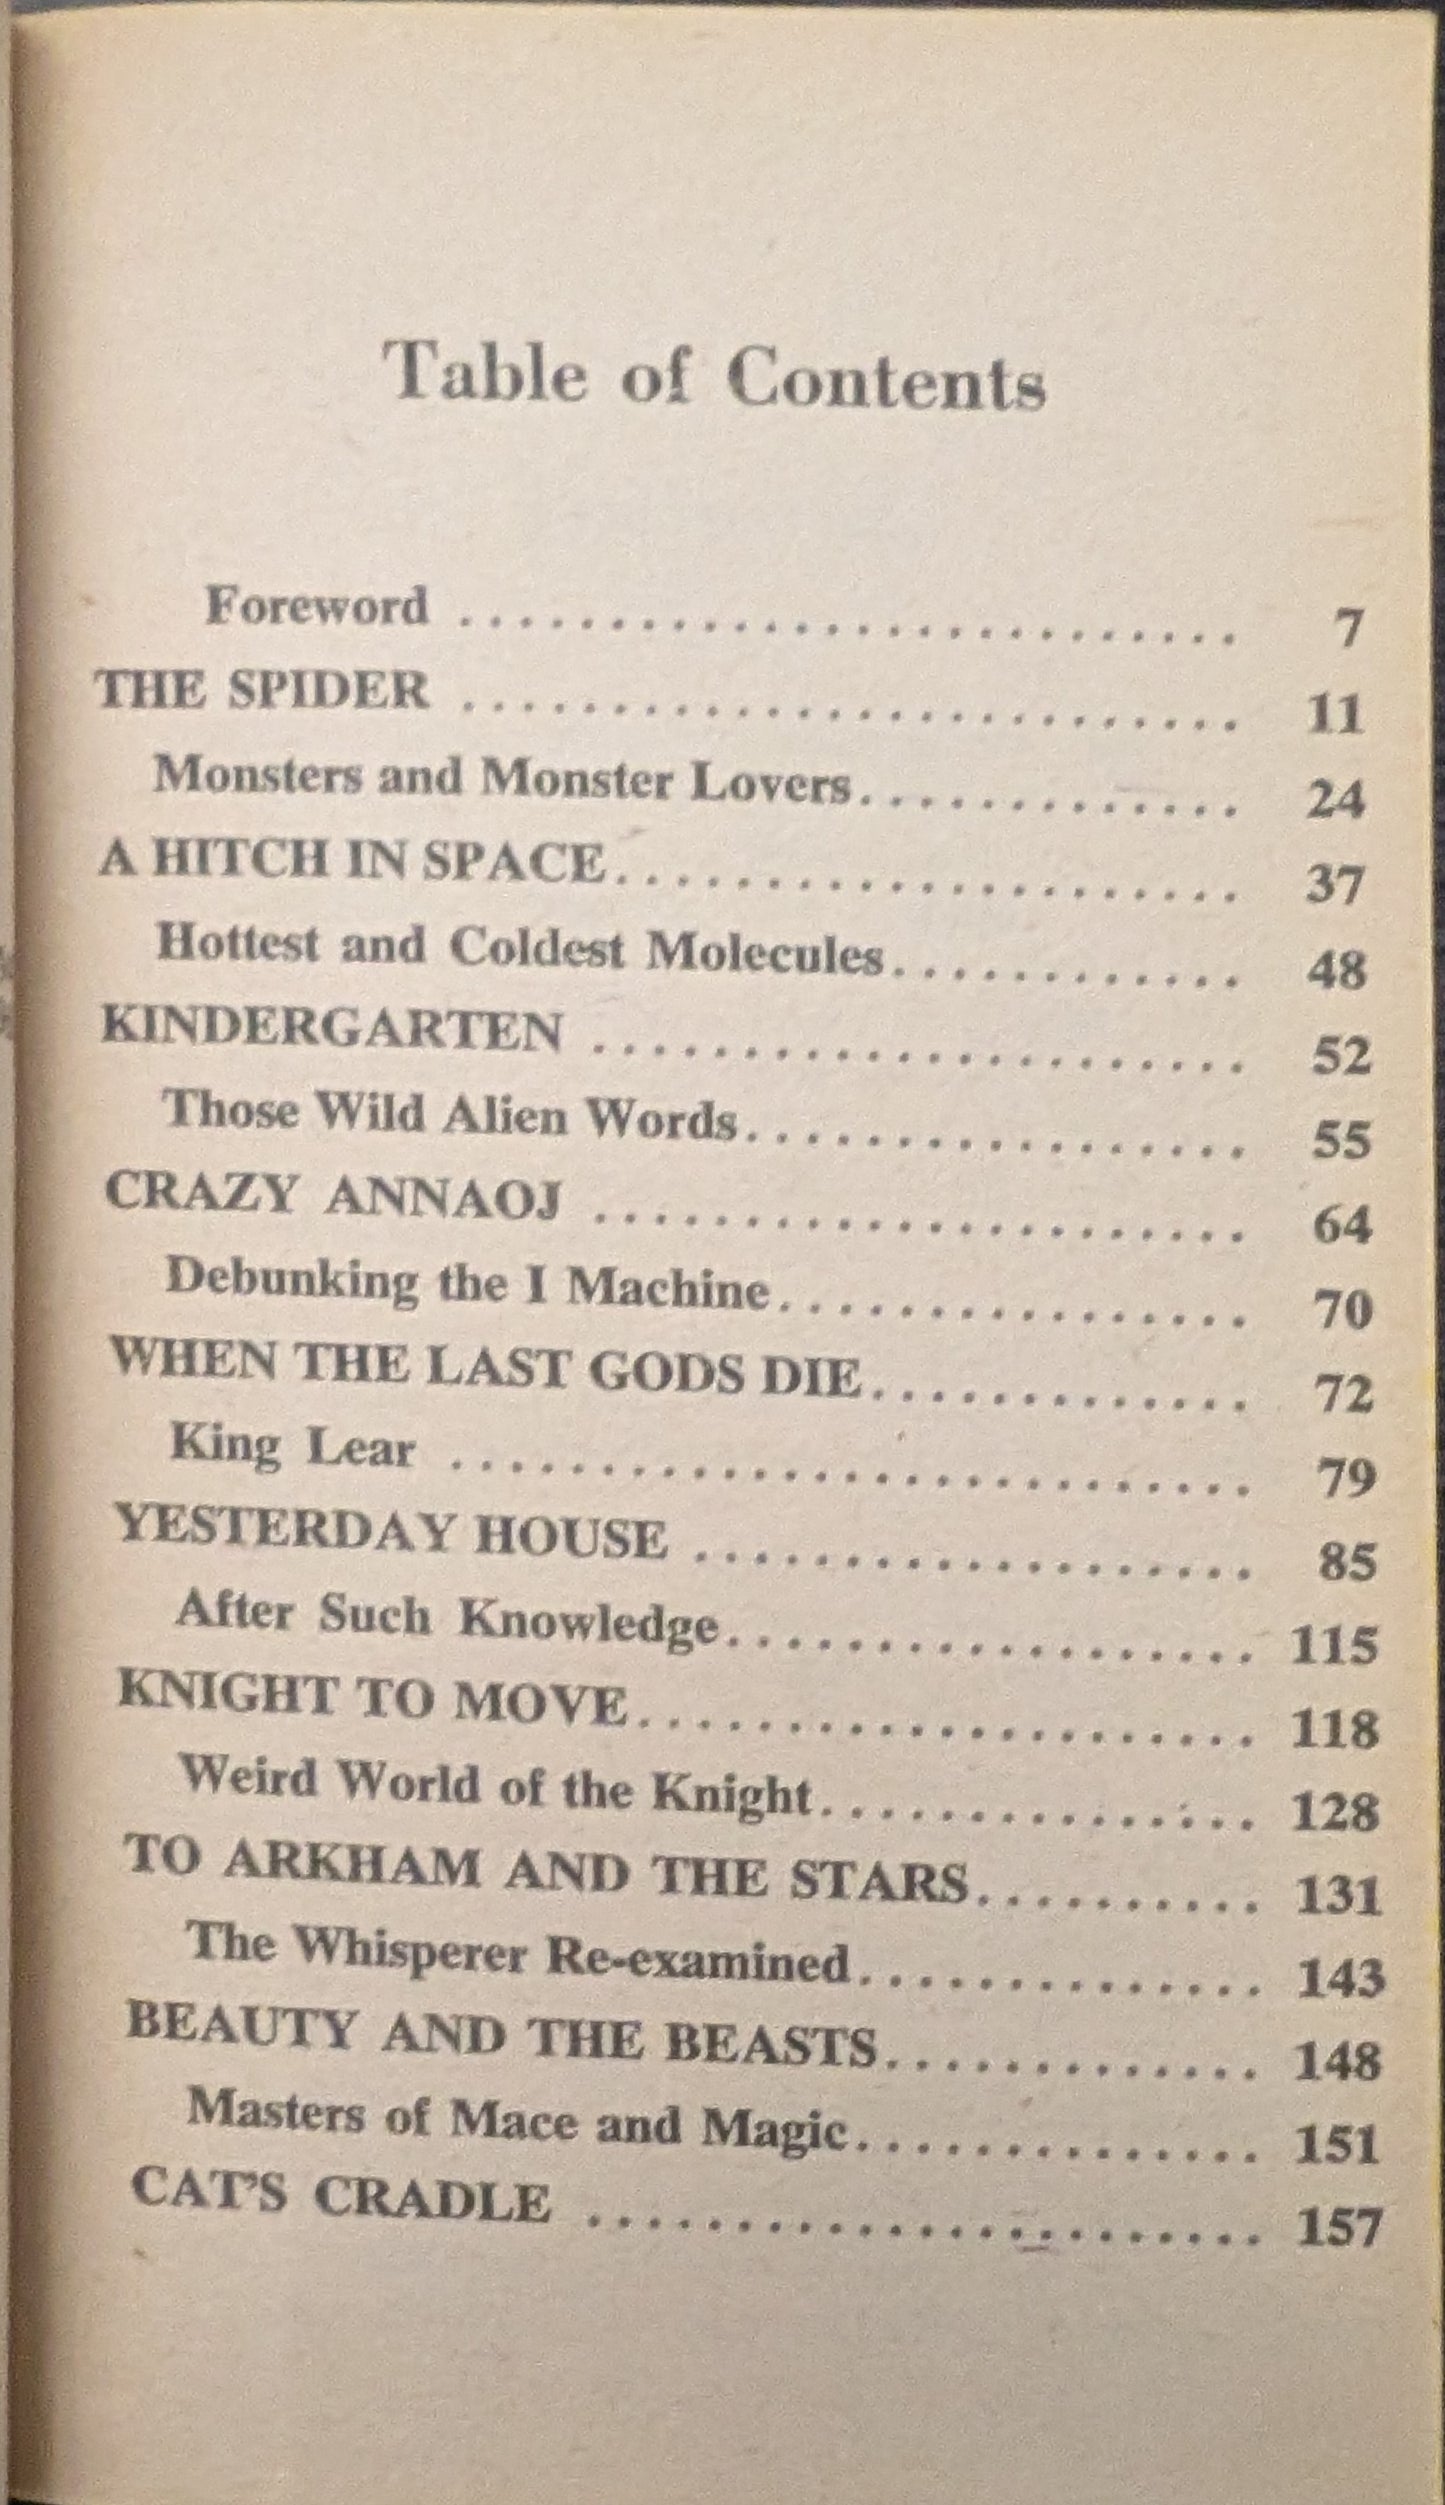 Table of Contents
Foreword .......................... 7
THE SPIDER .......................... 11
Monsters and Monster Lovers............. 24
A HITCH IN SPACE..................... 37
Hottest and Coldest Molecules............ 48
KINDERGARTEN ...................... 52
Those Wild Alien Words................. 55
CRAZY ANNAOJ ...................... 64
Debunking the I Machine................ 70
WHEN THE LAST GODS DIE............. 72
King Lear ........................... 79
YESTERDAY HOUSE ................... 85
After Such Knowledge.................. 115
KNIGHT TO MOVE..................... 118
Weird World of the Knight............... 128
TO ARKHAM AND THE STARS.......... 131
The Whisperer Re-examined.............. 143
BEAUTY AND THE BEASTS............. 148
Masters of Mace and Magic.............. 151
CAT'S CRADLE ....................... 157